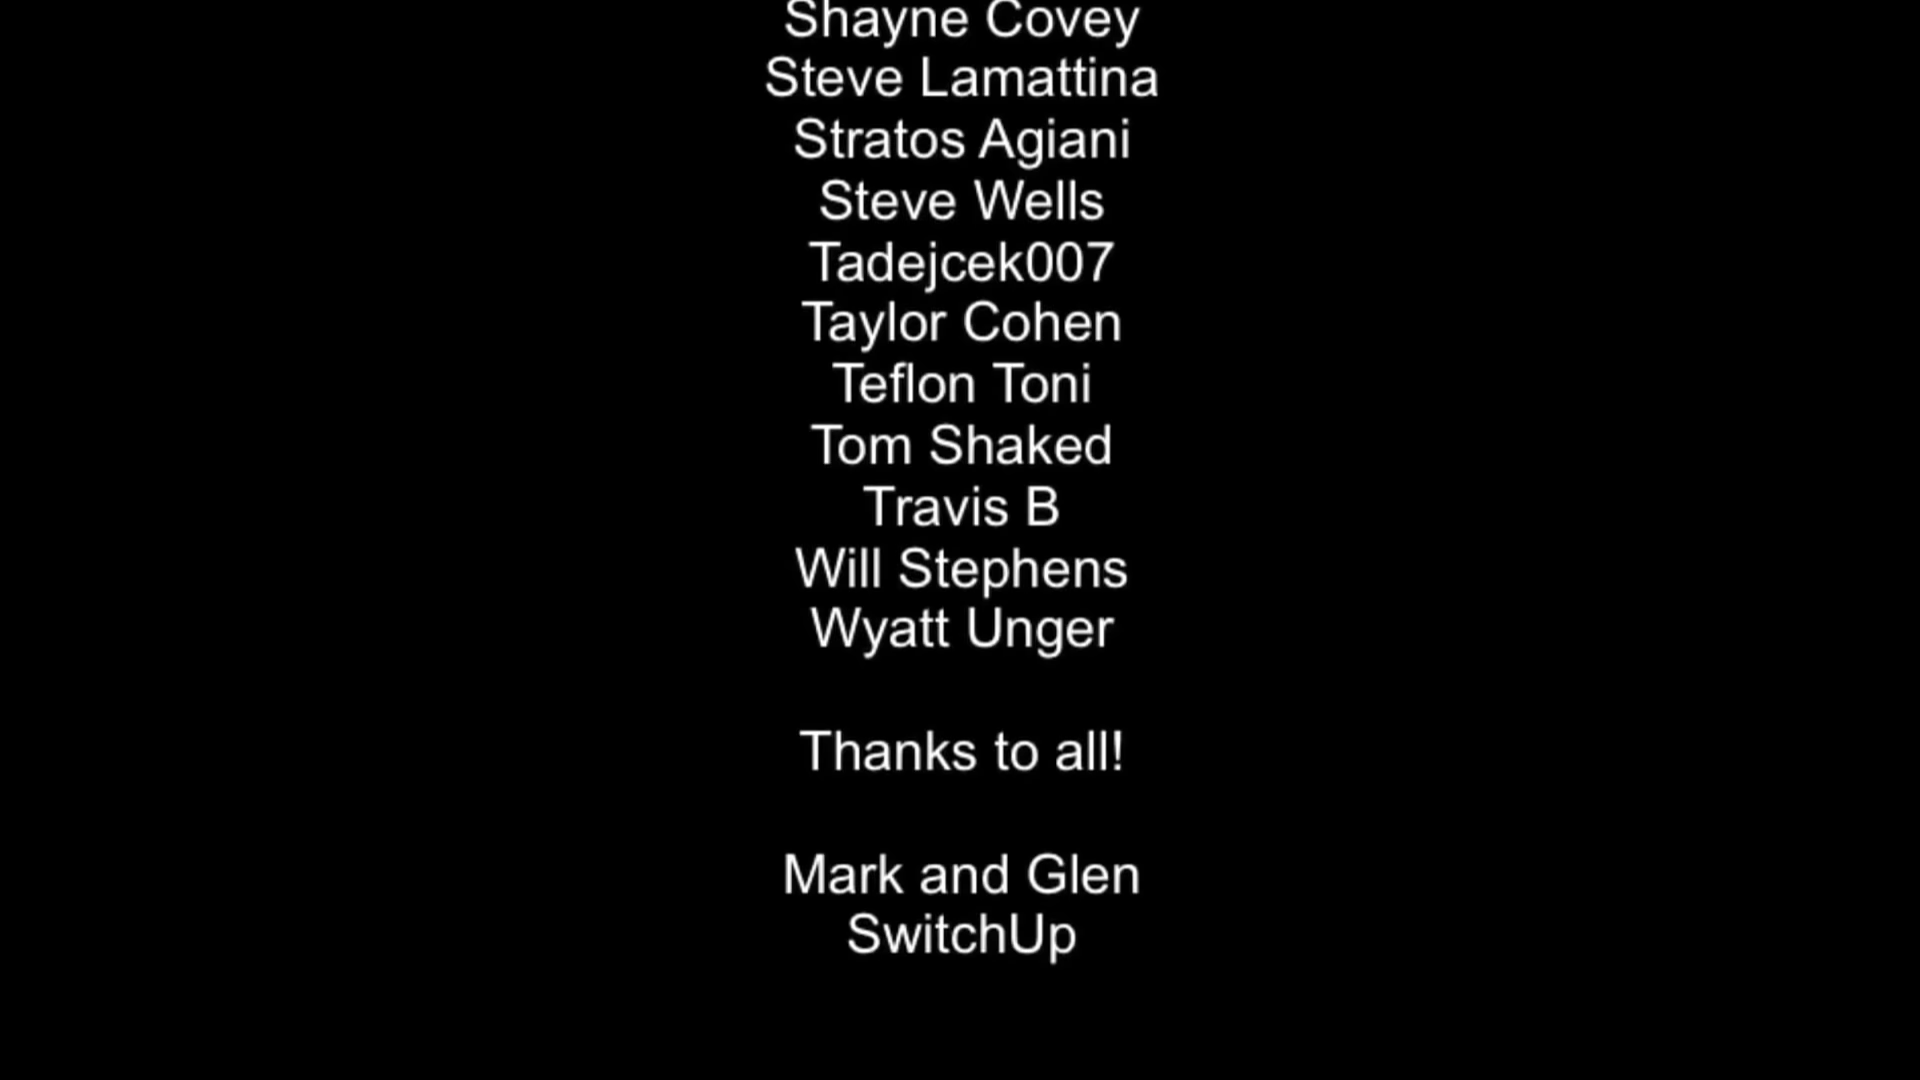 Shayne Covey
Steve Lamattina
Stratos Agiani
Steve Wells
Tadejcek007
Taylor Cohen
Teflon Toni
Tom Shaked
Travis B
Will Stephens
Wyatt Unger
Thanks to all!
Mark and Glen
SwitchUp